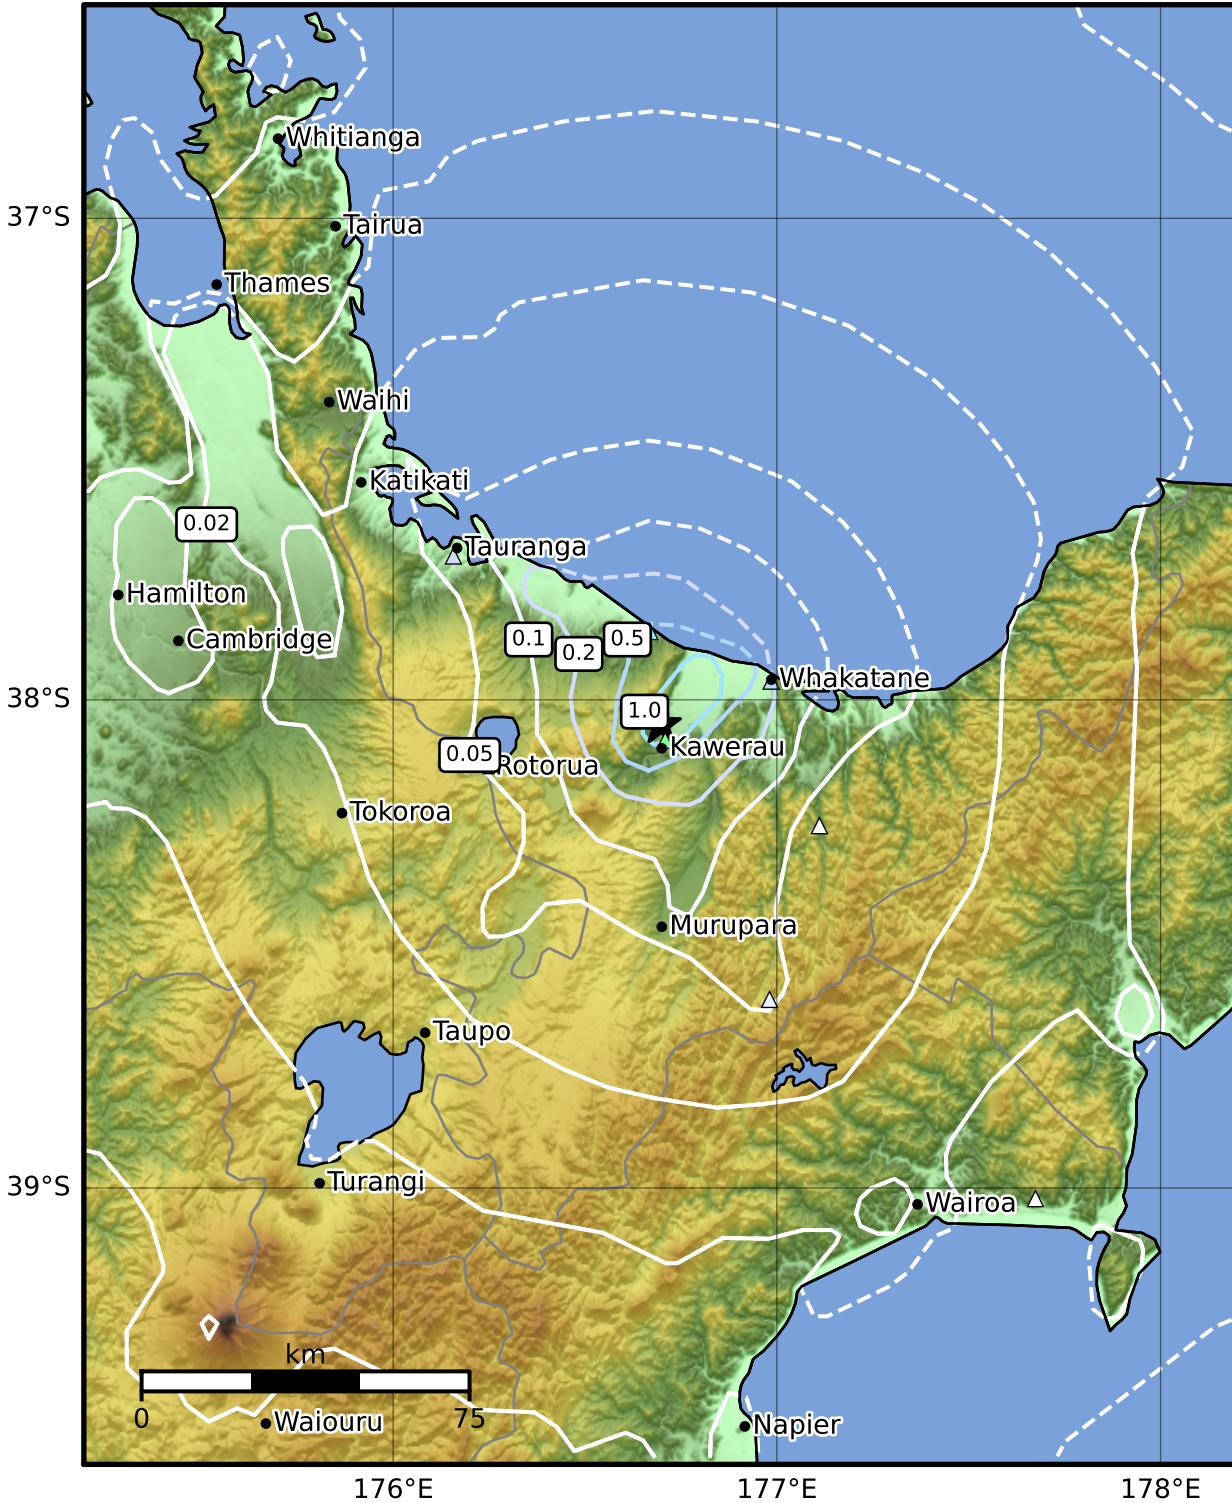 Whitianga
37°S
Tairua
Thames
Waihi
Katikati
0.02
Tauranga
Hamilton
Cambridge
0.1
0.2
0.5
Whakatane
38°S
1.0
Kawerau
0.05
Rotorua
Tokoroa
Murupara
Taupo
39°S
Turangi
Wairoa
km
0
75
Waiouru
Napier
176°E
177°E
178°E